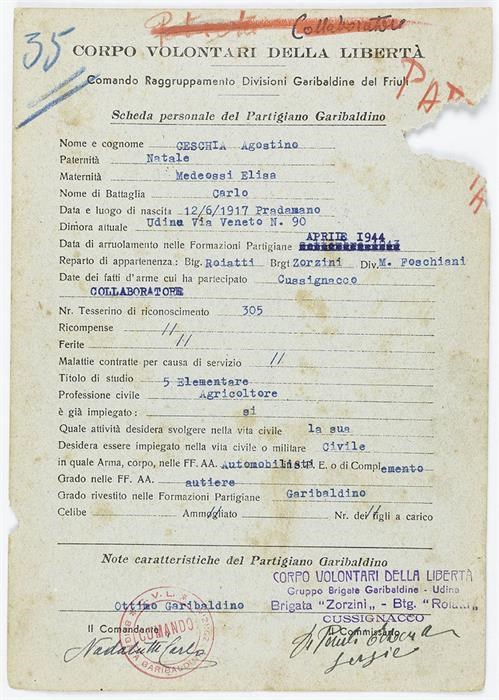 35
Collaboratore
CORPO VOLONTARI DELLA LIBERTÀ
Comando Raggruppamento Divisioni Garibaldine del Friuli
PAR
Scheda personale del Partigiano Garibaldino
Nome e cognome CESCHIA Agostino
Paternità Natale
Maternità Medeossi Elisa
Nome di Battaglia Carlo
Data e luogo di nascita 12/6/1917 Pradamano
Dimora attuale Udine Via Veneto N. 90
Data di arruolamento nelle Formazioni Partigiane APRILE 1944
Reparto di appartenenza: Btg. Roiatti Brgt Zorzini Div. M. Foschiani
Date dei fatti d'arme cui ha partecipato Cussignacco
COLLABORATORE
Nr. Tesserino di riconoscimento 305
Ricompense //
Ferite //
Malattie contratte per causa di servizio //
Titolo di studio 5 Elementare
Professione civile Agricoltore
è già impiegato: si
Quale attività desidera svolgere nella vita civile la sua
Desidera essere impiegato nella vita civile o militare Civile
in quale Arma, corpo, nelle FF. AA. Automobilisti E. o di Complemento
Grado nelle FF. AA. autiere
Grado rivestito nelle Formazioni Partigiane Garibaldino
Celibe Ammogliato // Nr. dei figli a carico //
Note caratteristiche del Partigiano Garibaldino
CORPO VOLONTARI DELLA LIBERTÀ
Gruppo Brigate Garibaldine - Udine
Brigata "Zorzini" - Btg. "Roiatti"
CUSSIGNACCO
Ottimo Garibaldino
Il Comandante
Il Commissario
C.V.L.
COMANDO
BRIGATA GARIBALDINA